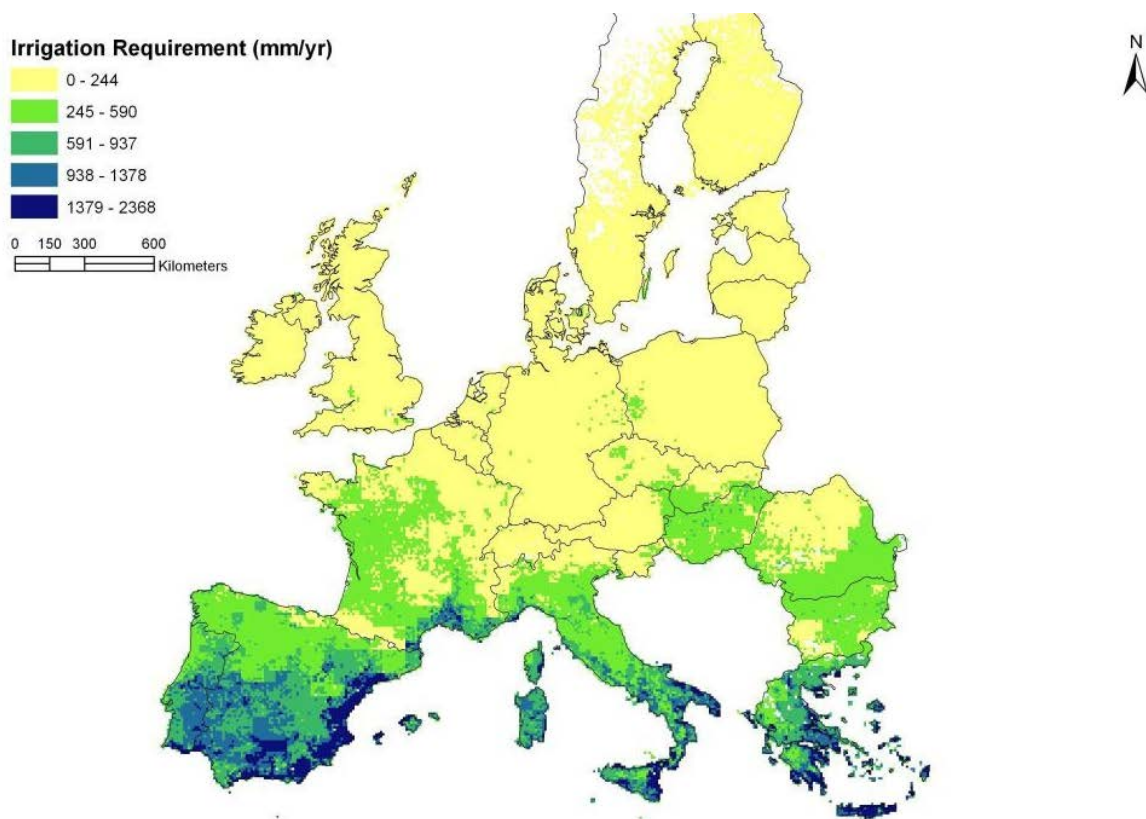 Irrigation Requirement (mm/yr)
0 - 244
245 - 590
591 - 937
938 - 1378
1379 - 2368
0 150 300 600
Kilometers
N